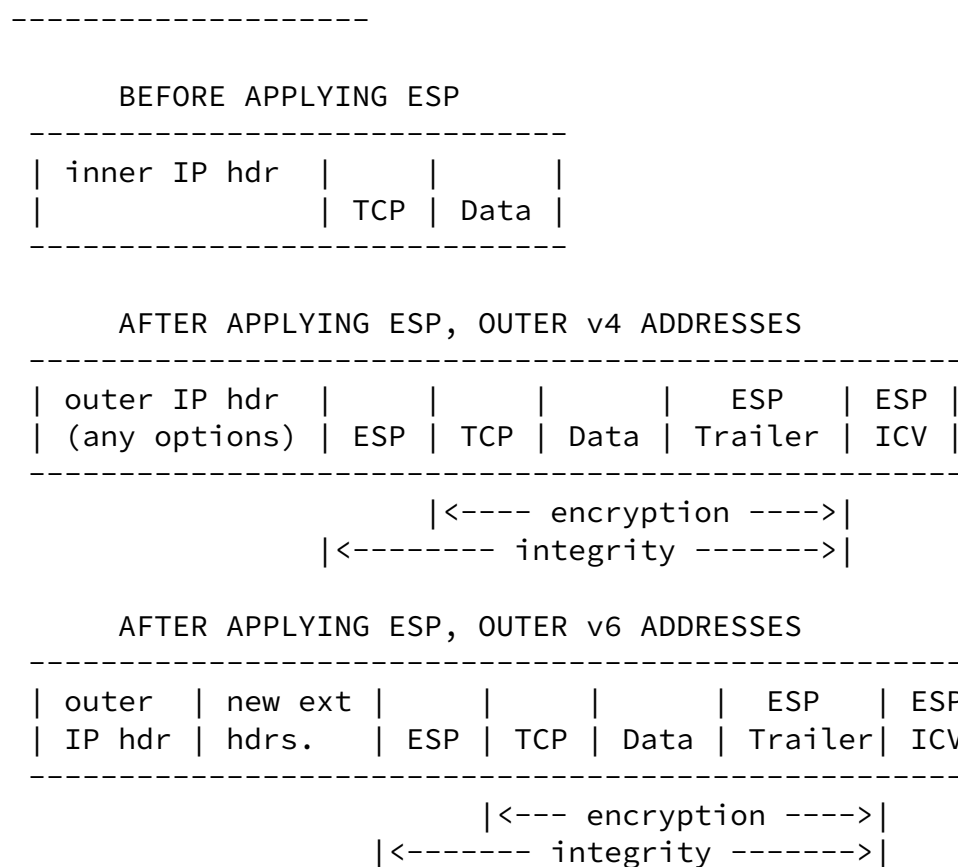 --------------------
BEFORE APPLYING ESP
------------------------------
| inner IP hdr  |     |      |
|               | TCP | Data |
------------------------------
AFTER APPLYING ESP, OUTER v4 ADDRESSES
----------------------------------------------------
| outer IP hdr  |     |     |      |   ESP   | ESP |
| (any options) | ESP | TCP | Data | Trailer | ICV |
----------------------------------------------------
|<---- encryption ---->|
|<-------- integrity ------->|
AFTER APPLYING ESP, OUTER v6 ADDRESSES
----------------------------------------------------
| outer  | new ext |     |     |      |  ESP   | ESP
| IP hdr | hdrs.   | ESP | TCP | Data | Trailer| ICV
----------------------------------------------------
|<--- encryption ---->|
|<------- integrity ------->|